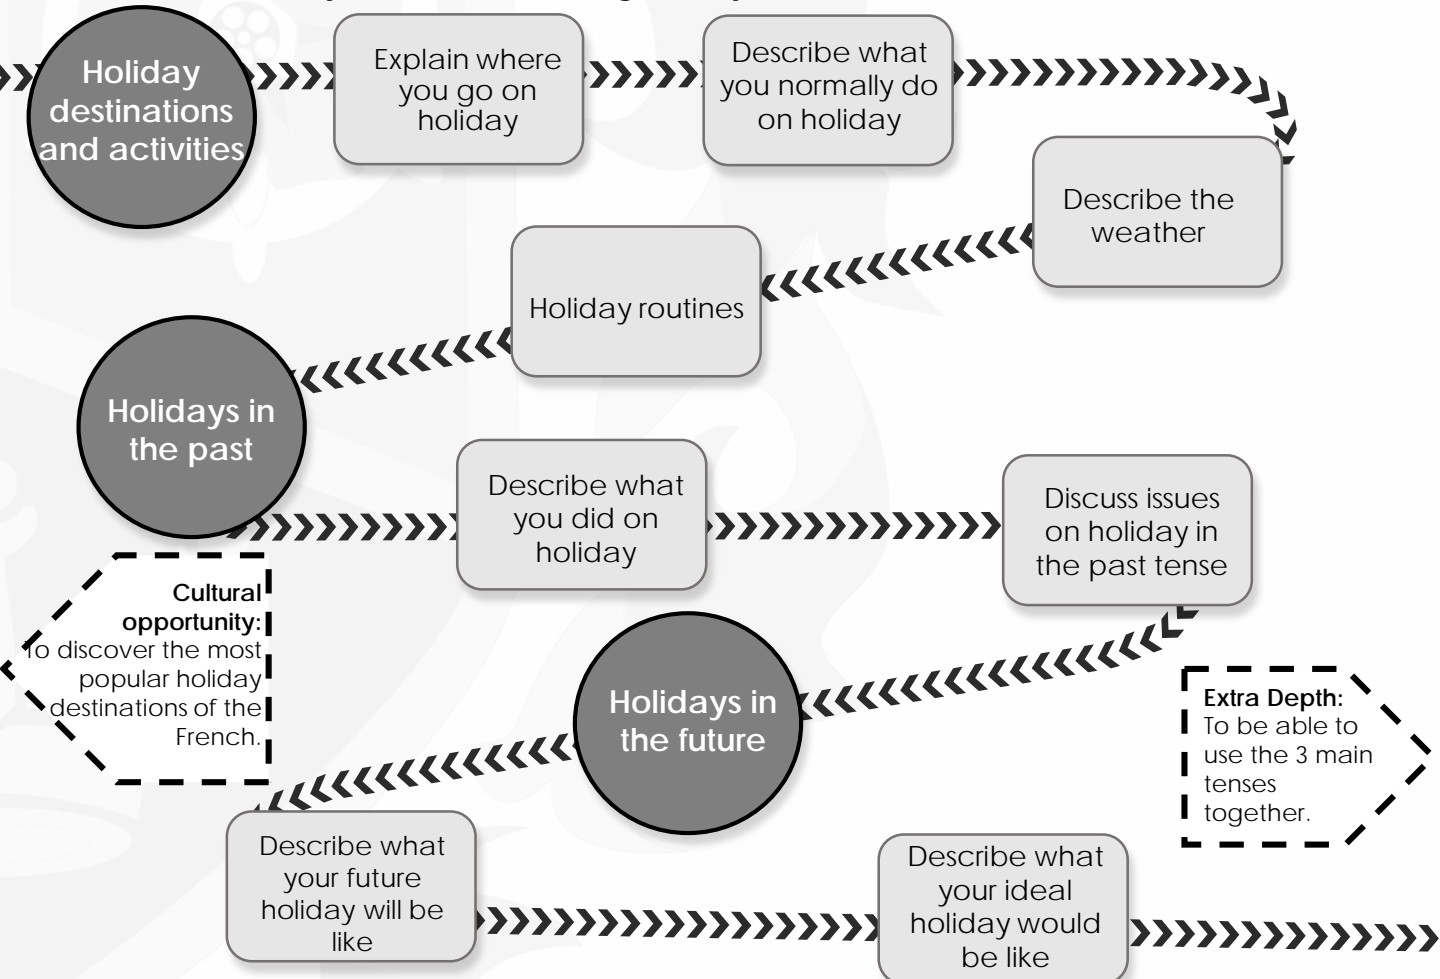 Holiday
destinations
and activities
Explain where
you go on
holiday
Describe what
you normally do
on holiday
Describe the
weather
Holiday routines
Holidays in
the past
Describe what
you did on
holiday
Discuss issues
on holiday in
the past tense
Cultural
opportunity:
To discover the most
popular holiday
destinations of the
French.
Holidays in
the future
Extra Depth:
To be able to
use the 3 main
tenses
together.
Describe what
your future
holiday will be
like
Describe what
your ideal
holiday would
be like